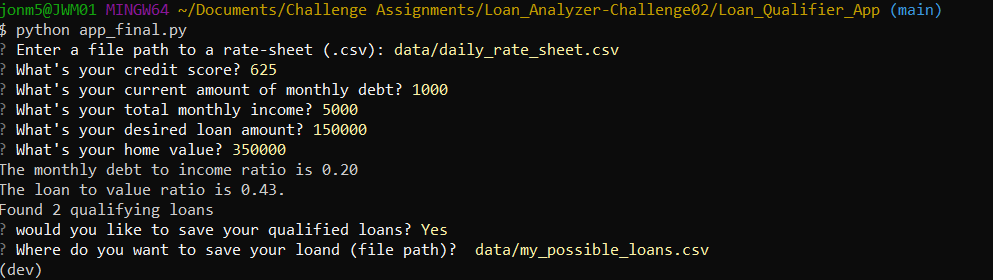 jonm5@JWM01 MINGW64 ~/Documents/Challenge Assignments/Loan_Analyzer-Challenge02/Loan_Qualifier_App (main)
$ python app_final.py
? Enter a file path to a rate-sheet (.csv): data/daily_rate_sheet.csv
? What's your credit score? 625
? What's your current amount of monthly debt? 1000
? What's your total monthly income? 5000
? What's your desired loan amount? 150000
? What's your home value? 350000
The monthly debt to income ratio is 0.20
The loan to value ratio is 0.43.
Found 2 qualifying loans
? would you like to save your qualified loans? Yes
? Where do you want to save your loand (file path)?  data/my_possible_loans.csv
(dev)